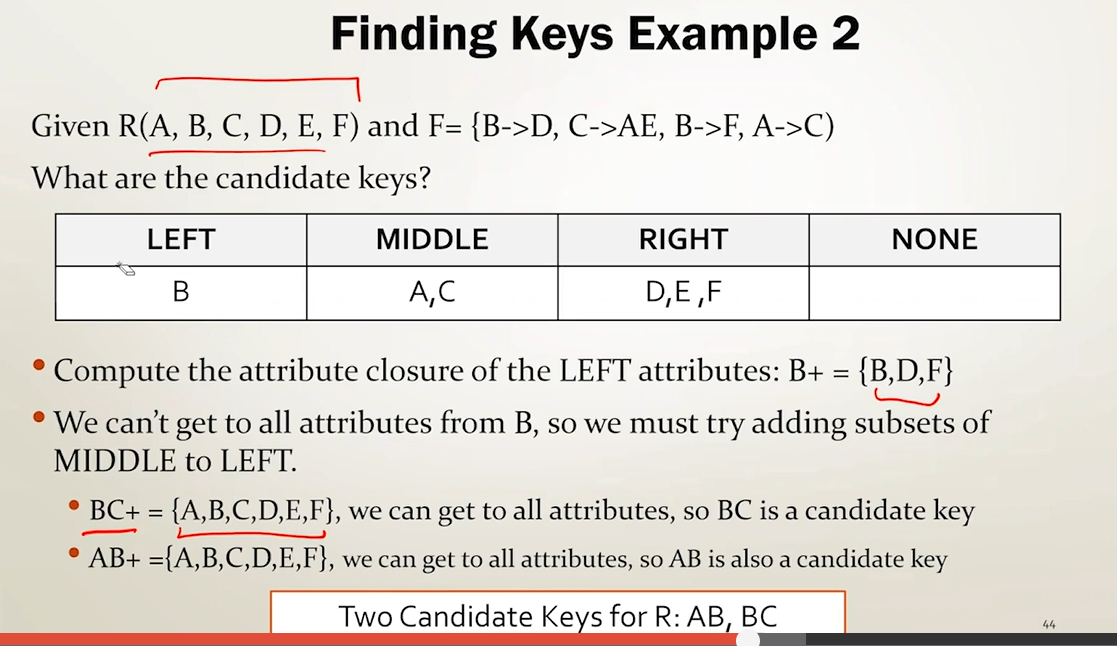 Finding Keys Example 2
Given R(A, B, C, D, E, F) and F= {B->D, C->AE, B->F, A->C)
What are the candidate keys?
LEFT MIDDLE RIGHT NONE
B A,C D,E ,F
• Compute the attribute closure of the LEFT attributes: B+ = {B,D,F}
• We can’t get to all attributes from B, so we must try adding subsets of
MIDDLE to LEFT.
• BC+ = {A,B,C,D,E,F}, we can get to all attributes, so BC is a candidate key
• AB+ ={A,B,C,D,E,F}, we can get to all attributes, so AB is also a candidate key
Two Candidate Keys for R: AB, BC
44